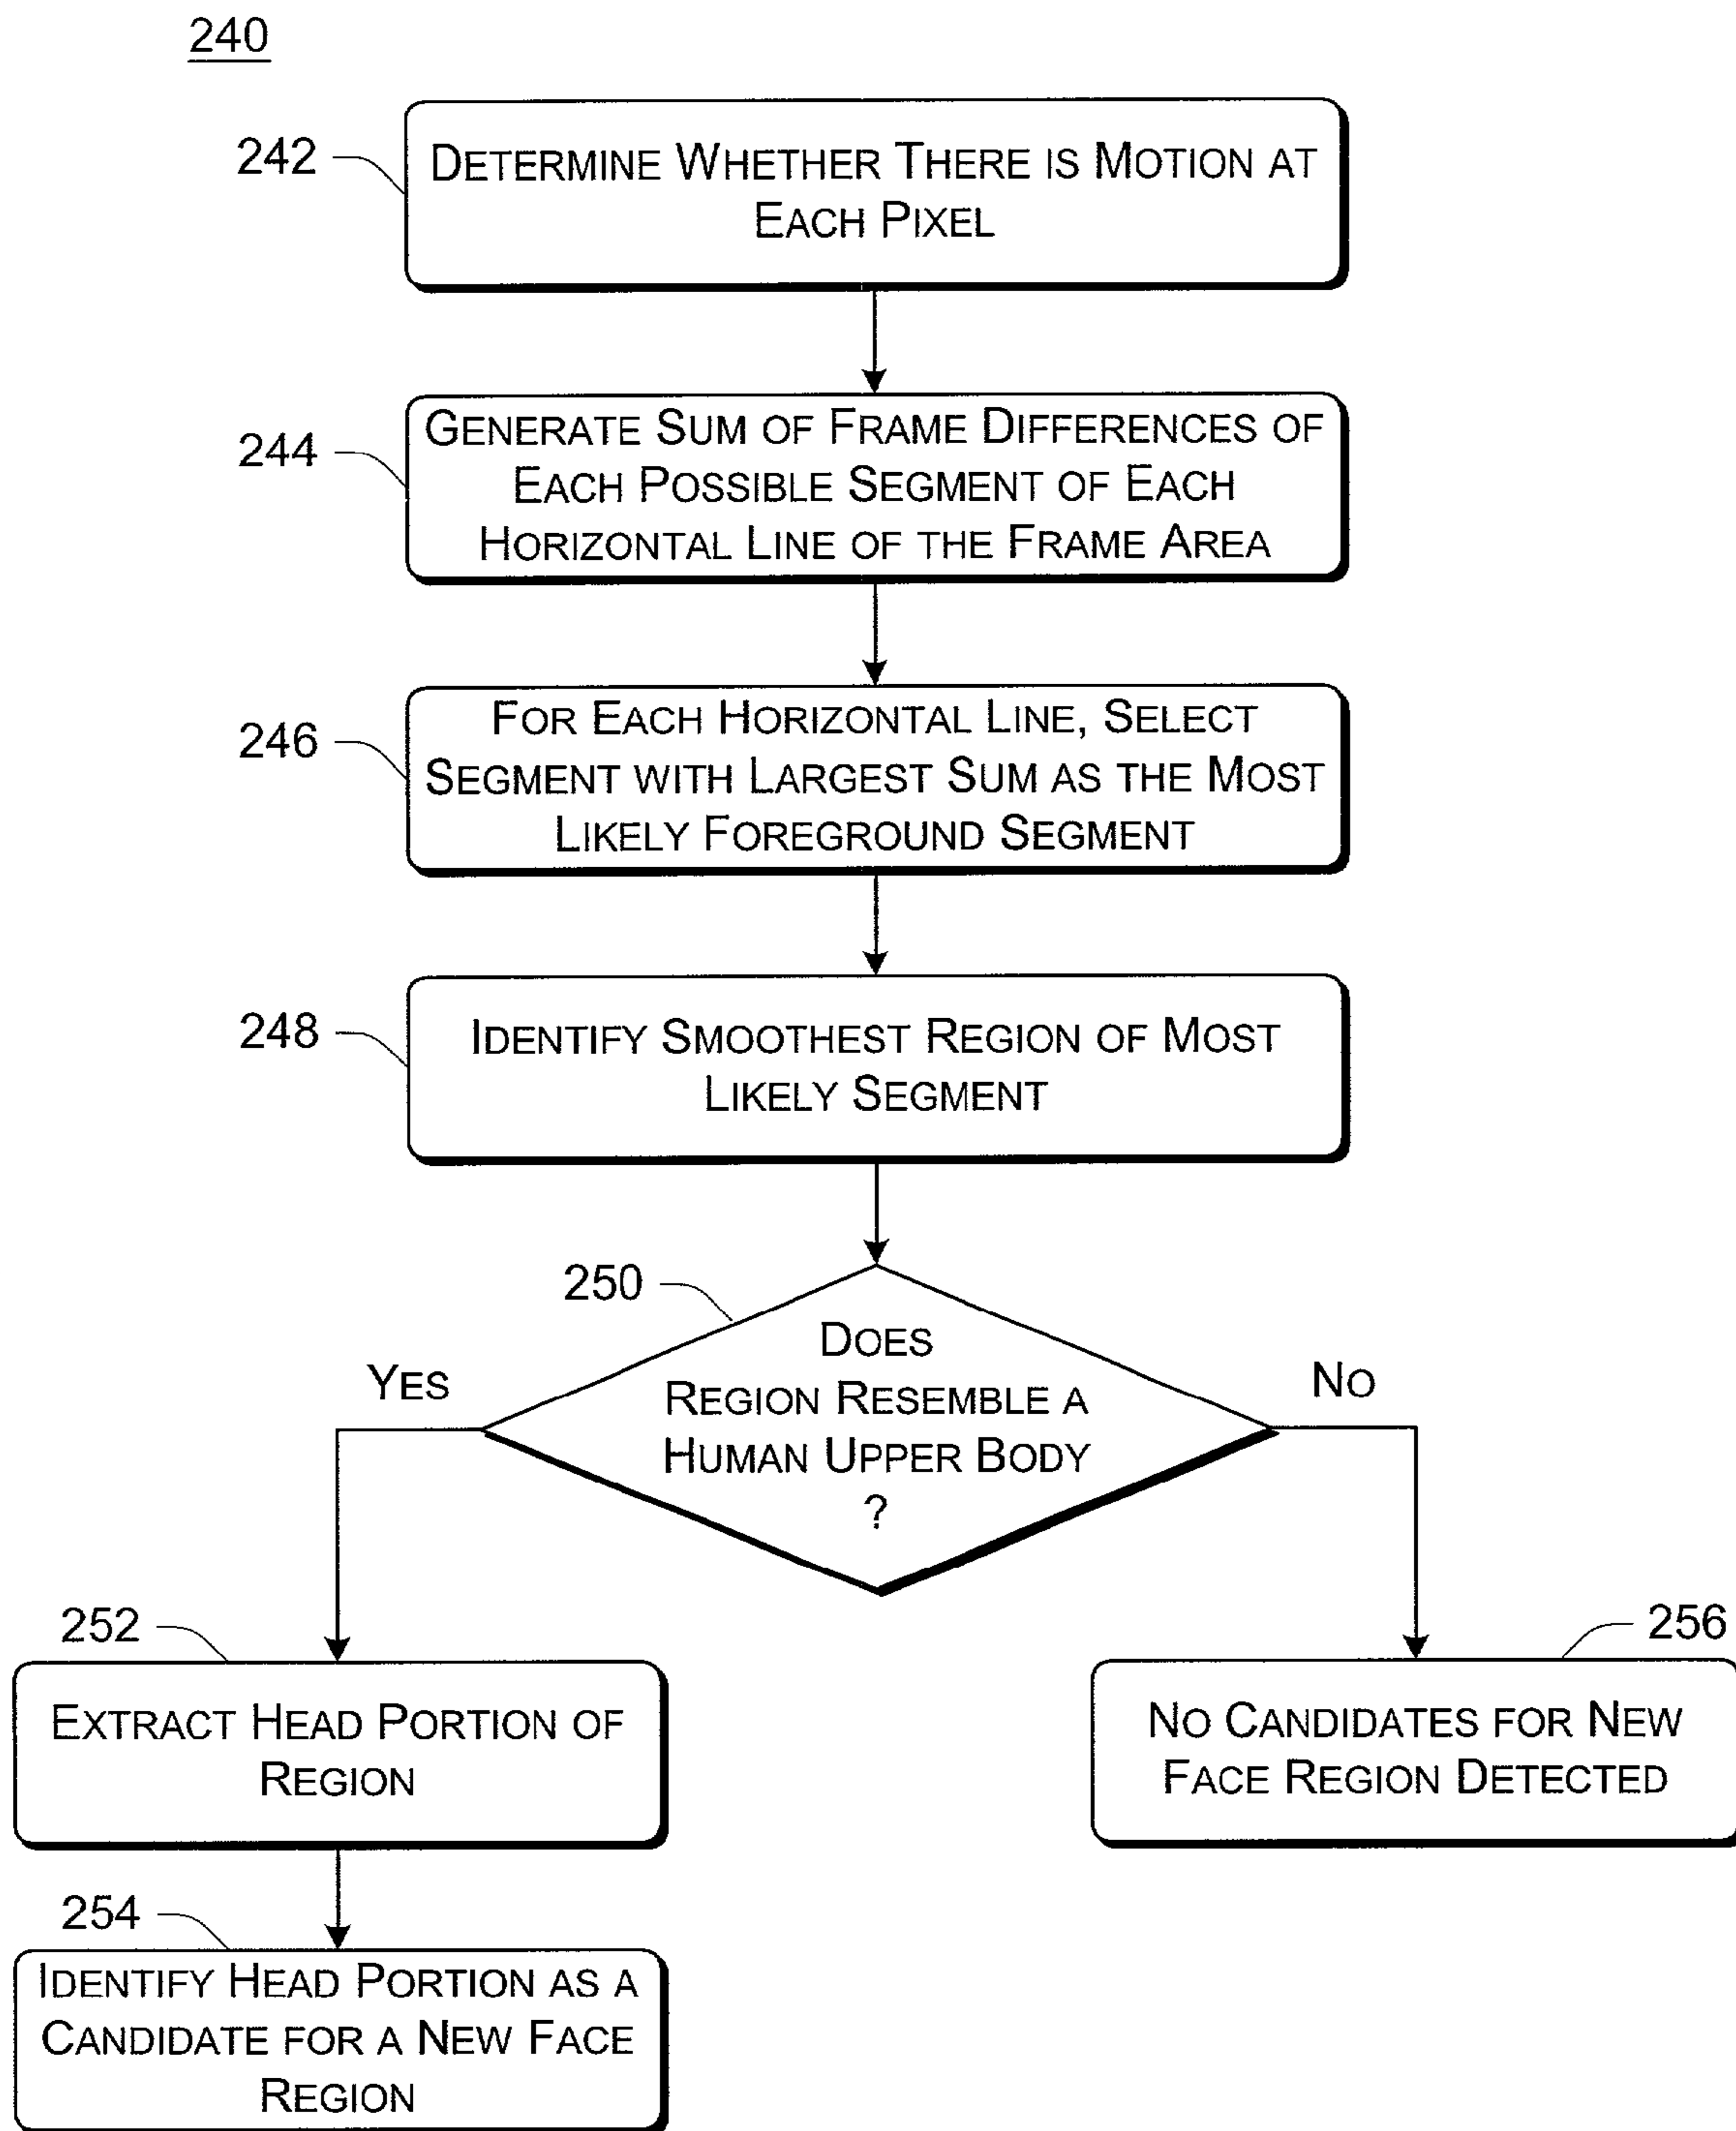 240
242
DETERMINE WHETHER THERE IS MOTION AT
EACH PIXEL
244
GENERATE SUM OF FRAME DIFFERENCES OF
EACH POSSIBLE SEGMENT OF EACH
HORIZONTAL LINE OF THE FRAME AREA
246
FOR EACH HORIZONTAL LINE, SELECT
SEGMENT WITH LARGEST SUM AS THE MOST
LIKELY FOREGROUND SEGMENT
248
IDENTIFY SMOOTHEST REGION OF MOST
LIKELY SEGMENT
250
DOES
REGION RESEMBLE A
HUMAN UPPER BODY
?
YES
NO
252
EXTRACT HEAD PORTION OF
REGION
256
NO CANDIDATES FOR NEW
FACE REGION DETECTED
254
IDENTIFY HEAD PORTION AS A
CANDIDATE FOR A NEW FACE
REGION